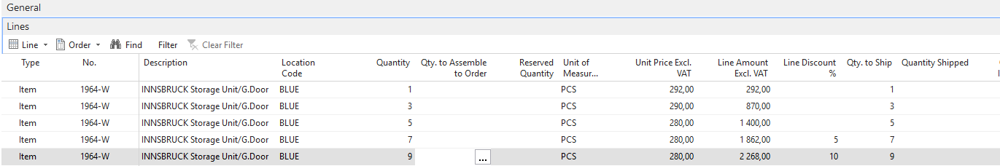 General
Lines
Line Order Find Filter Clear Filter
Type No. Description Location Code Quantity Qty. to Assemble to Order Reserved Quantity Unit of Measur... Unit Price Excl. VAT Line Amount Excl. VAT Line Discount % Qty. to Ship Quantity Shipped
Item 1964-W INNSBRUCK Storage Unit/G.Door BLUE 1 PCS 292,00 292,00 1
Item 1964-W INNSBRUCK Storage Unit/G.Door BLUE 3 PCS 290,00 870,00 3
Item 1964-W INNSBRUCK Storage Unit/G.Door BLUE 5 PCS 280,00 1 400,00 5
Item 1964-W INNSBRUCK Storage Unit/G.Door BLUE 7 PCS 280,00 1 862,00 5 7
Item 1964-W INNSBRUCK Storage Unit/G.Door BLUE 9 ... PCS 280,00 2 268,00 10 9